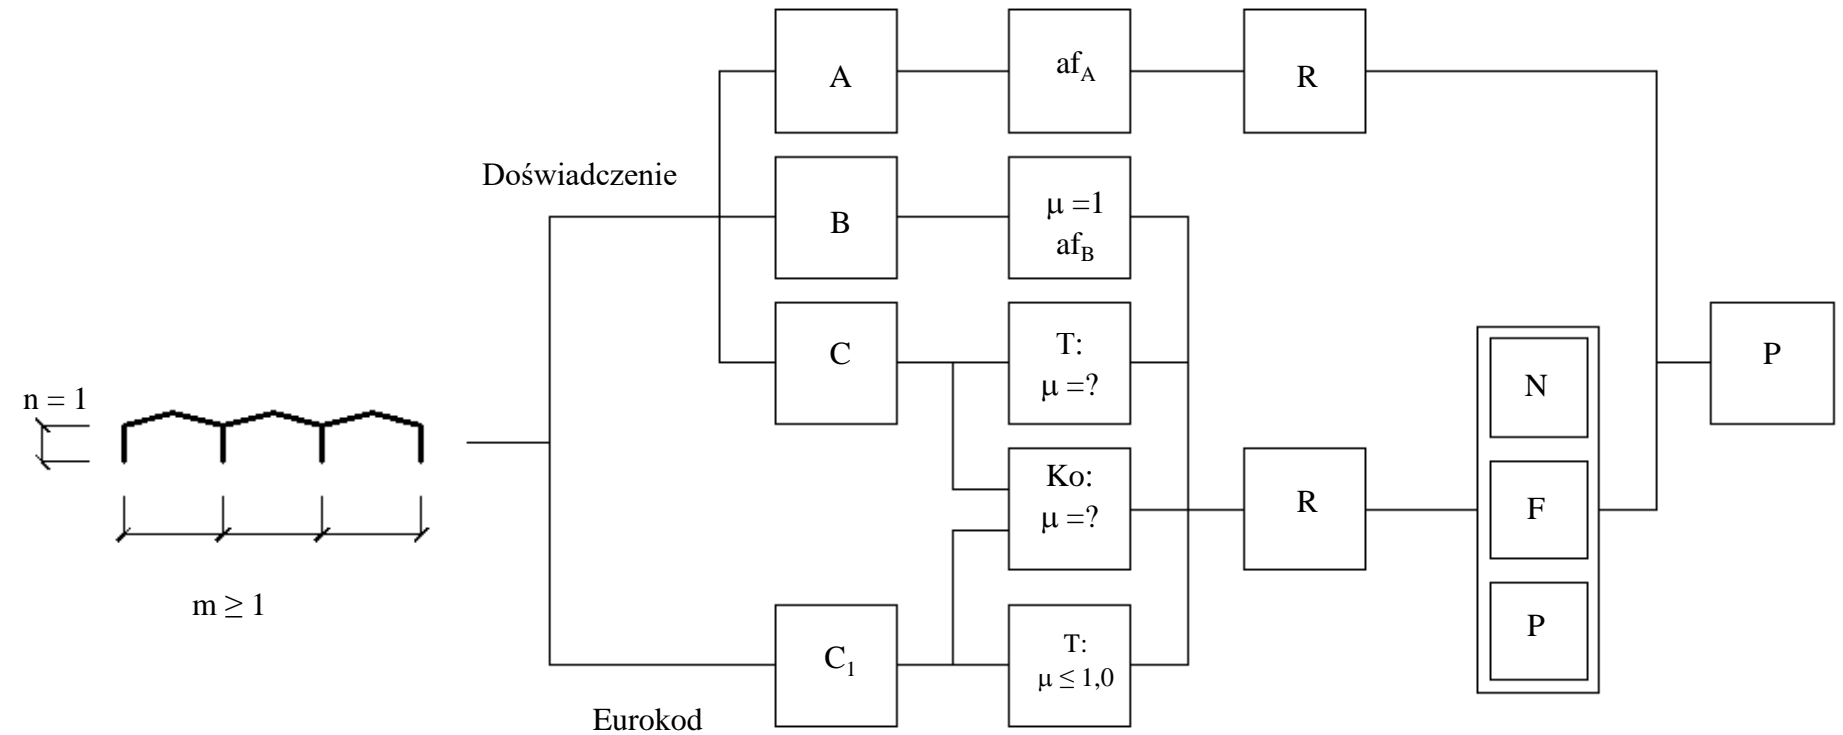 A
af_A
R
Doświadczenie
B
μ =1
af_B
C
T:
μ =?
P
n = 1
N
Ko:
μ =?
R
F
m ≥ 1
C_1
T:
μ ≤ 1,0
P
Eurokod